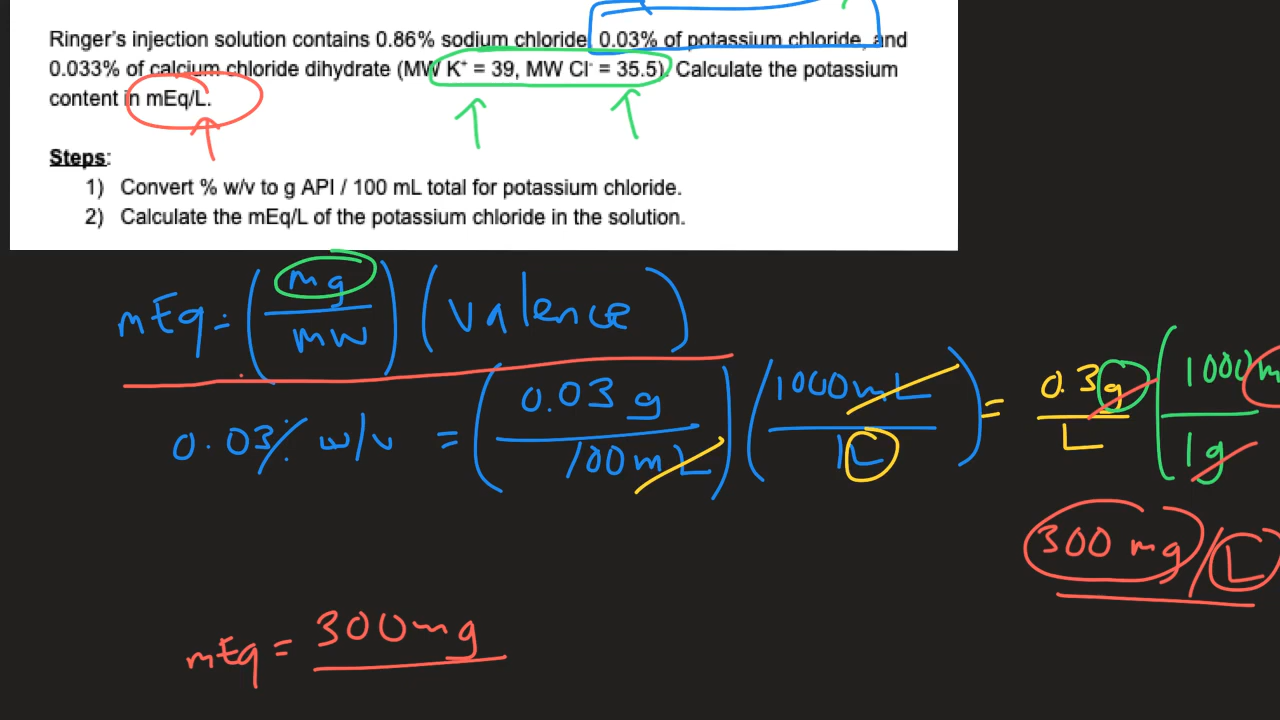 Ringer's injection solution contains 0.86% sodium chloride, 0.03% of potassium chloride, and
0.033% of calcium chloride dihydrate (MW K⁺ = 39, MW Cl⁻ = 35.5). Calculate the potassium
content in mEq/L.
Steps:
1) Convert % w/v to g API / 100 mL total for potassium chloride.
2) Calculate the mEq/L of the potassium chloride in the solution.
mEq = (mg / mw) (valence)
0.03% w/v = (0.03 g / 100 mL) (1000 mL / 1L) = 0.3 g / L (1000 m / 1 g
300 mg / L
mEq = 300 mg